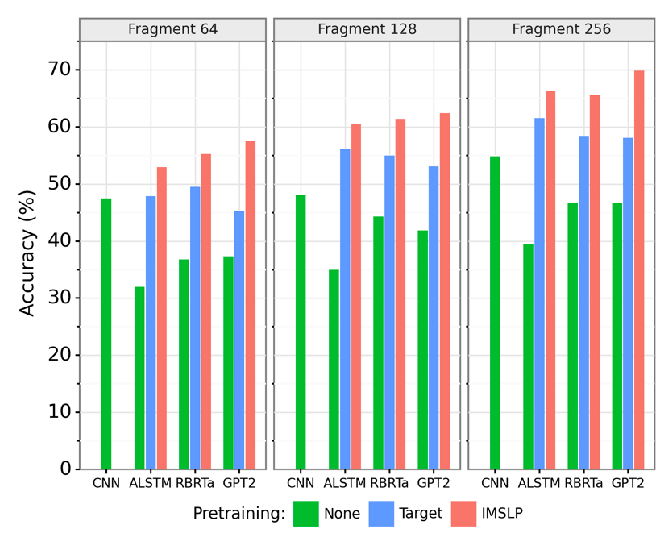 Fragment 64 Fragment 128 Fragment 256
Accuracy (%)
70
60
50
40
30
20
10
0
CNN ALSTM RBRTa GPT2 CNN ALSTM RBRTa GPT2 CNN ALSTM RBRTa GPT2
Pretraining: None Target IMSLP